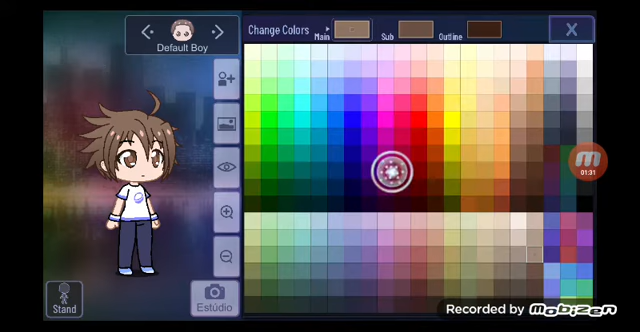 Default Boy
Change Colors
Main
Sub
Outline
X
01:31
Stand
Estúdio
Recorded by Mobizen